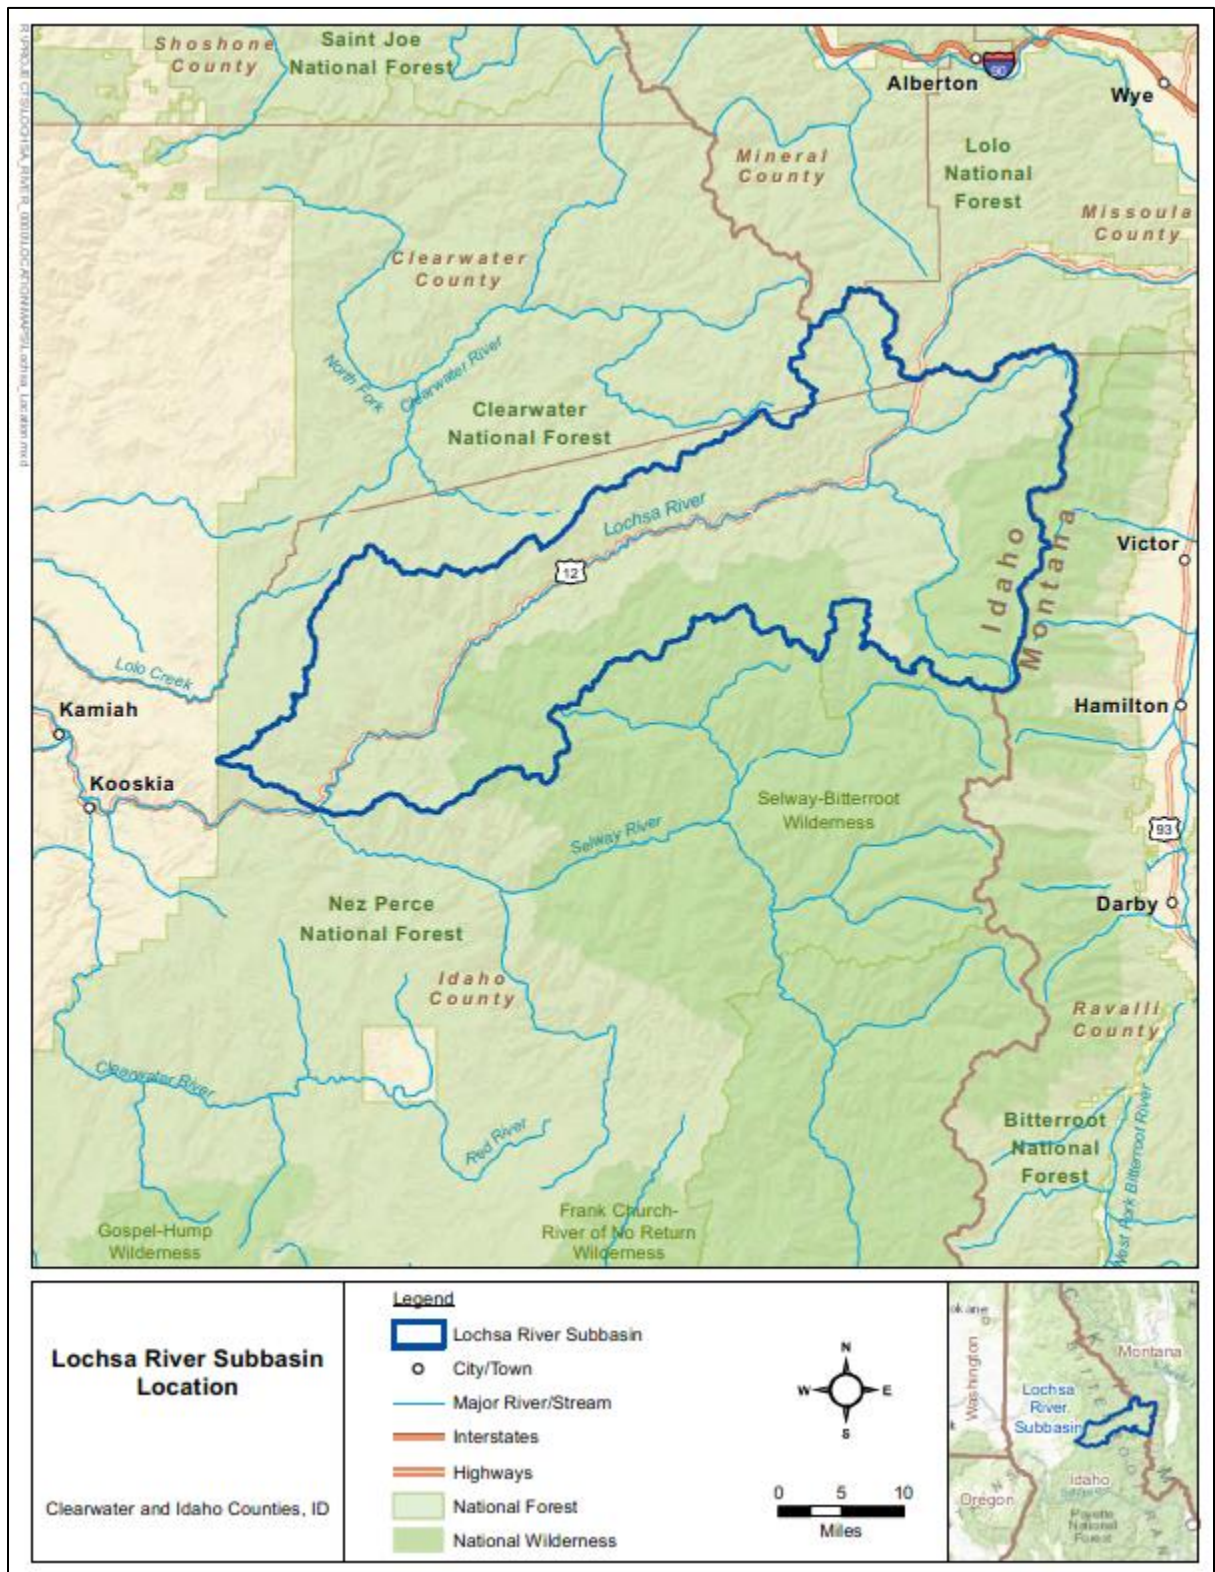 Shoshone
County
Saint Joe
National Forest
Alberton
90
Wye
Mineral
County
Lolo
National
Forest
Missoula
County
Clearwater
County
North Fork
Clearwater River
Clearwater
National Forest
Lochsa River
12
Idaho
Montana
Victor
Lolo Creek
Kamiah
Hamilton
Kooskia
Selway-Bitterroot
Wilderness
93
Selway River
Nez Perce
National Forest
Darby
Idaho
County
Ravalli
County
Clearwater River
Red River
Bitterroot
National
Forest
West Fork Bitterroot River
Gospel-Hump
Wilderness
Frank Church-
River of No Return
Wilderness
Lochsa River Subbasin
Location
Clearwater and Idaho Counties, ID
Legend
Lochsa River Subbasin
City/Town
Major River/Stream
Interstates
Highways
National Forest
National Wilderness
N
W
E
S
0 5 10
Miles
okane
Washington
Montana
Lochsa
River
Subbasin
Idaho
Oregon
Payette
National
Forest